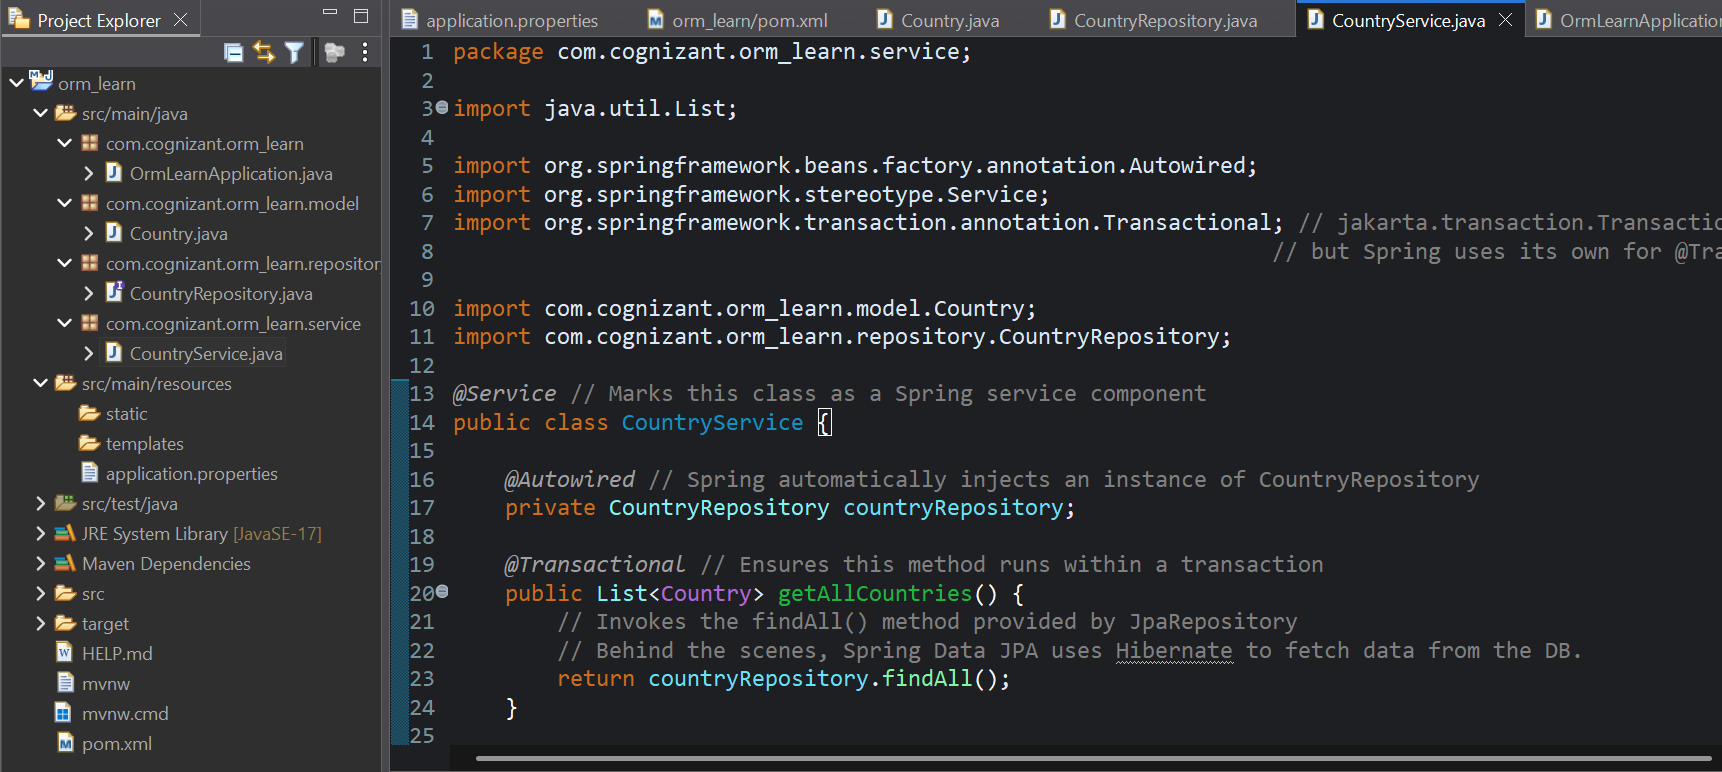 Project Explorer
orm_learn
src/main/java
com.cognizant.orm_learn
OrmLearnApplication.java
com.cognizant.orm_learn.model
Country.java
com.cognizant.orm_learn.repository
CountryRepository.java
com.cognizant.orm_learn.service
CountryService.java
src/main/resources
static
templates
application.properties
src/test/java
JRE System Library [JavaSE-17]
Maven Dependencies
src
target
HELP.md
mvnw
mvnw.cmd
pom.xml
application.properties orm_learn/pom.xml Country.java CountryRepository.java CountryService.java OrmLearnApplication
1 package com.cognizant.orm_learn.service;
2
3 import java.util.List;
4
5 import org.springframework.beans.factory.annotation.Autowired;
6 import org.springframework.stereotype.Service;
7 import org.springframework.transaction.annotation.Transactional; // jakarta.transaction.Transactio
8 // but Spring uses its own for @Tra
9
10 import com.cognizant.orm_learn.model.Country;
11 import com.cognizant.orm_learn.repository.CountryRepository;
12
13 @Service // Marks this class as a Spring service component
14 public class CountryService {
15
16 @Autowired // Spring automatically injects an instance of CountryRepository
17 private CountryRepository countryRepository;
18
19 @Transactional // Ensures this method runs within a transaction
20 public List<Country> getAllCountries() {
21 // Invokes the findAll() method provided by JpaRepository
22 // Behind the scenes, Spring Data JPA uses Hibernate to fetch data from the DB.
23 return countryRepository.findAll();
24 }
25